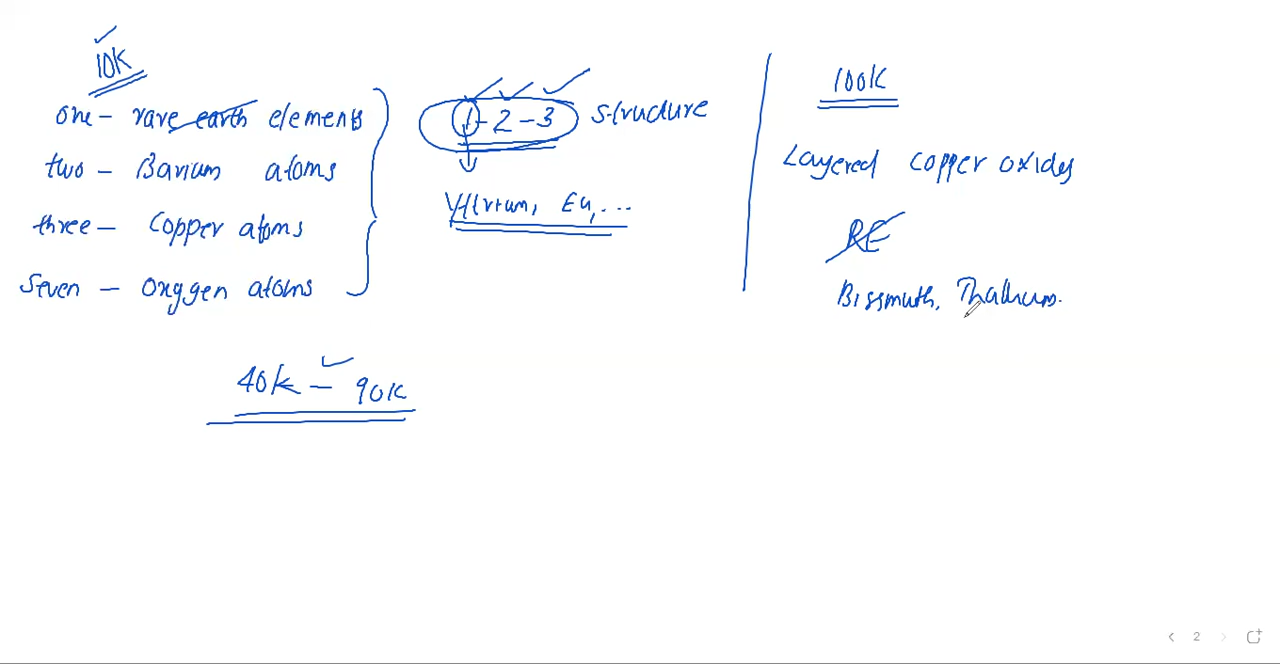 10K
one - rare earth elements
two - Barium atoms
three - Copper atoms
seven - Oxygen atoms
1 - 2 - 3 structure
Yttrium, Eu, ...
40K - 90K
100K
Layered copper oxides
RE
Bissmuth, Thallium.
2